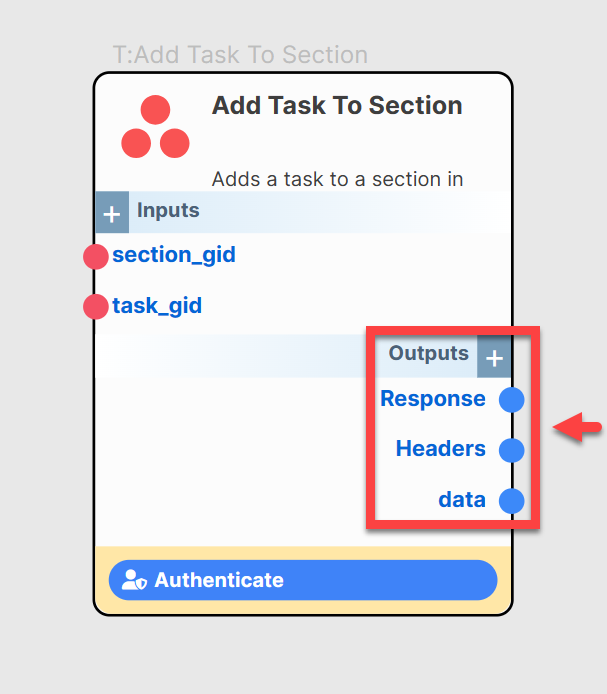 T:Add Task To Section
Add Task To Section
Adds a task to a section in
+ Inputs
section_gid
task_gid
Outputs +
Response
Headers
data
Authenticate